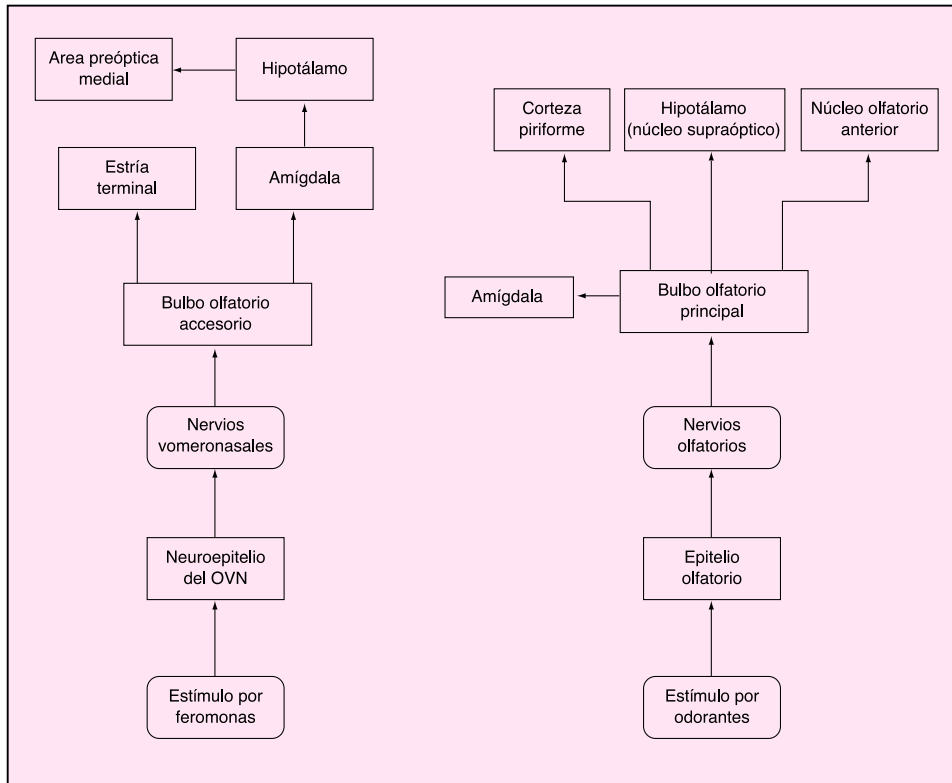 Area preóptica
medial
Hipotálamo
Estría
terminal
Amígdala
Bulbo olfatorio
accesorio
Nervios
vomeronasales
Neuroepitelio
del OVN
Estímulo por
feromonas
Corteza
piriforme
Hipotálamo
(núcleo supraóptico)
Núcleo olfatorio
anterior
Amígdala
Bulbo olfatorio
principal
Nervios
olfatorios
Epitelio
olfatorio
Estímulo por
odorantes